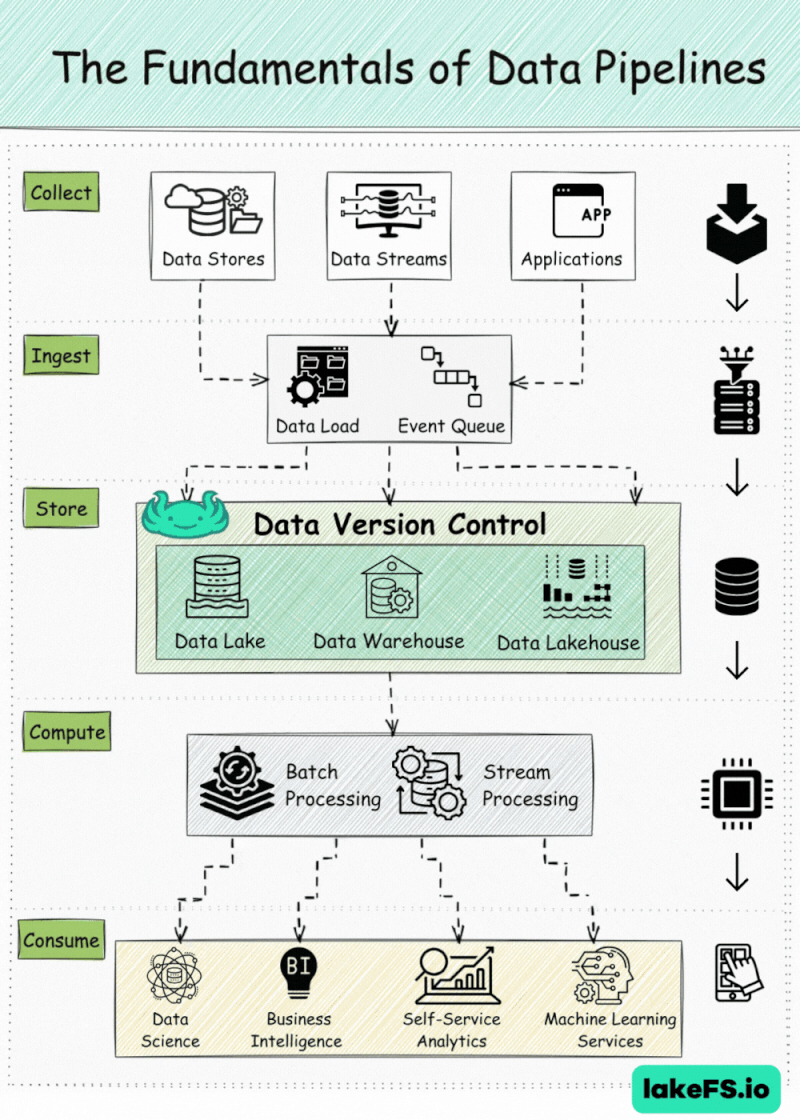 The Fundamentals of Data Pipelines
Collect
APP
Data Stores
Data Streams
Applications
Ingest
Data Load
Event Queue
Store
Data Version Control
Data Lake
Data Warehouse
Data Lakehouse
Compute
Batch
Processing
Stream
Processing
Consume
BI
Data
Science
Business
Intelligence
Self-Service
Analytics
Machine Learning
Services
lakeFS.io